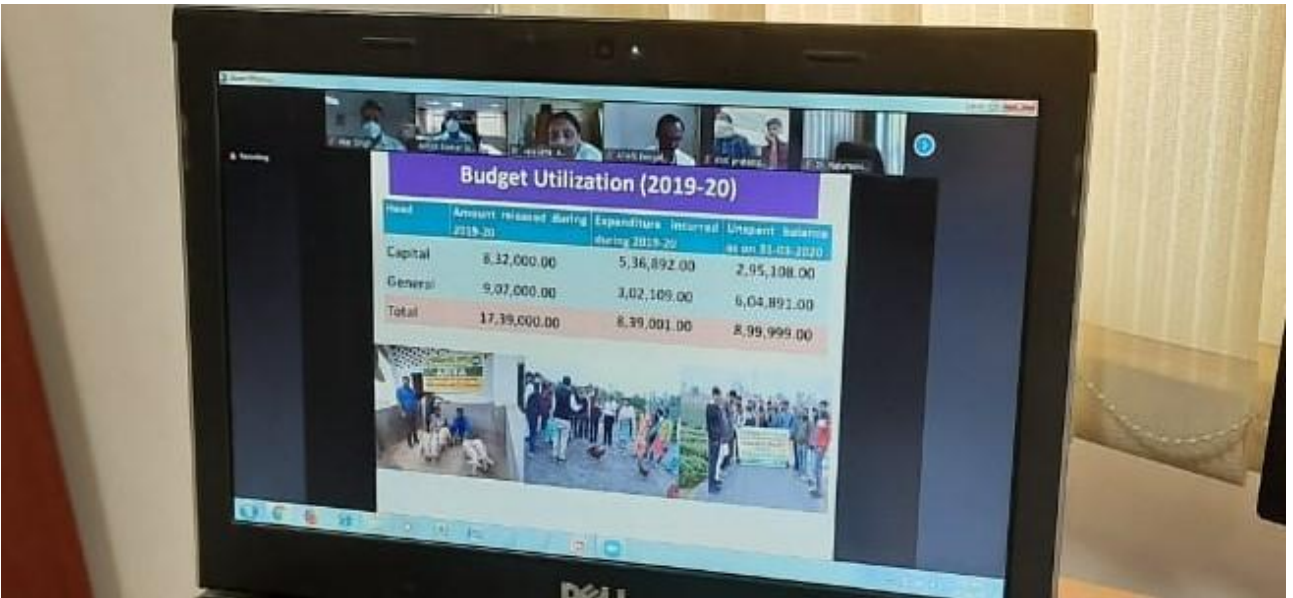 Recording
Budget Utilization (2019-20)
Head
Amount released during
2019-20
Expenditure incurred
during 2019-20
Unspent balance
as on 31-03-2020
Capital 8,32,000.00 5,36,892.00 2,95,108.00
General 9,07,000.00 3,02,109.00 6,04,891.00
Total 17,39,000.00 8,39,001.00 8,99,999.00
ARYA
DELL